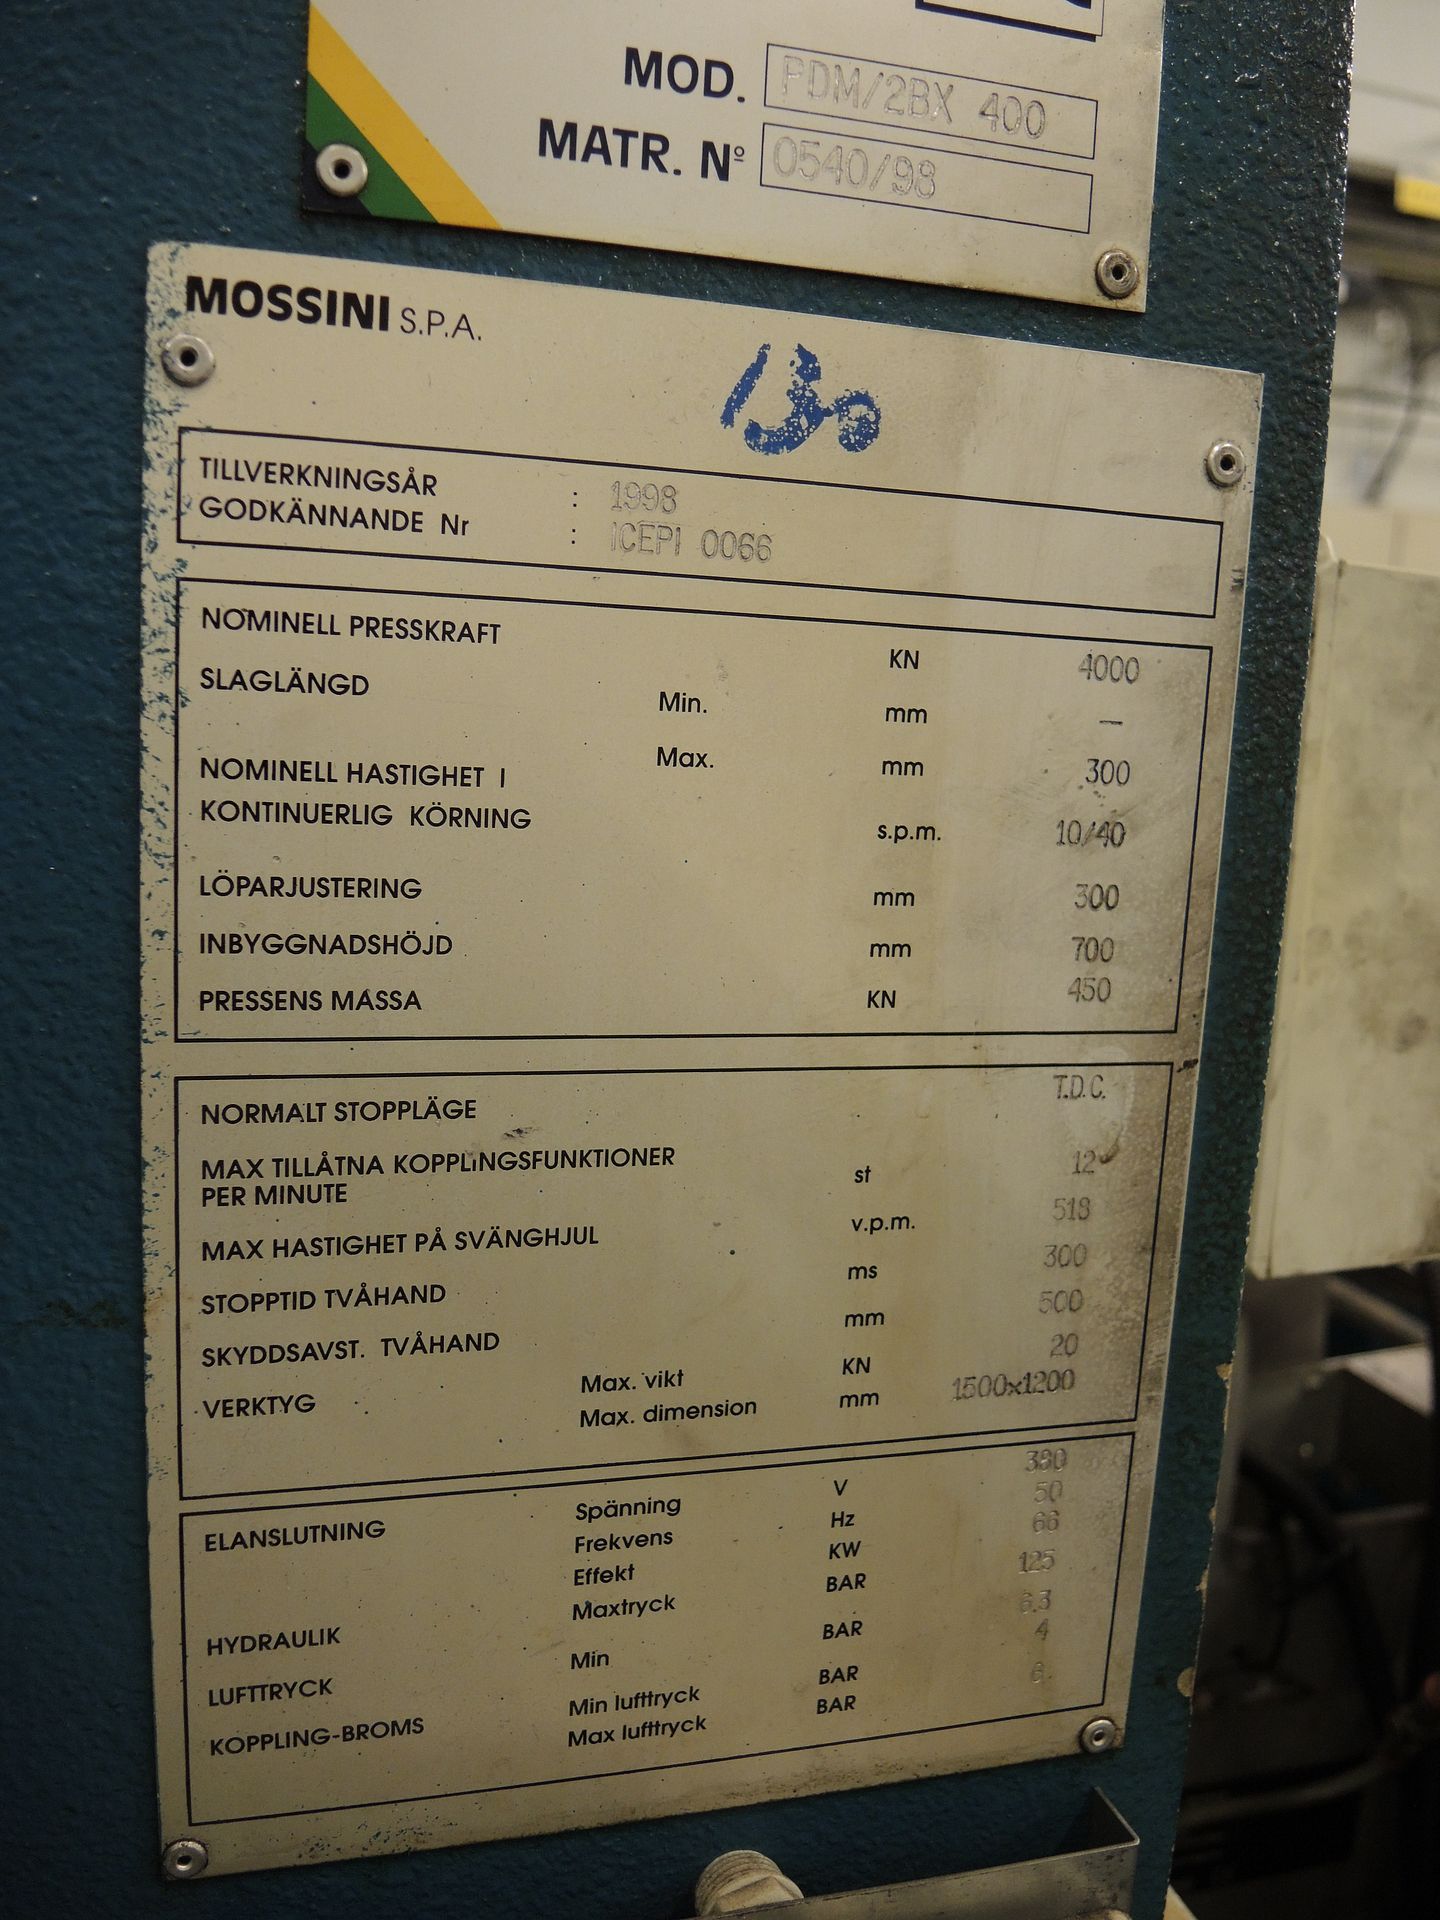 MOD. PDM/2BX 400
MATR. Nº 0540/98
MOSSINI S.P.A.
130
TILLVERKNINGSÅR : 1998
GODKÄNNANDE Nr : ICEPI 0066
NOMINELL PRESSKRAFT KN 4000
SLAGLÄNGD Min. mm —
Max. mm 300
NOMINELL HASTIGHET I
KONTINUERLIG KÖRNING s.p.m. 10/40
LÖPARJUSTERING mm 300
INBYGGNADSHÖJD mm 700
PRESSENS MASSA KN 450
NORMALT STOPPLÄGE T.D.C.
MAX TILLÅTNA KOPPLINGSFUNKTIONER
PER MINUTE st 12
MAX HASTIGHET PÅ SVÄNGHJUL v.p.m. 518
STOPPTID TVÅHAND ms 300
SKYDDSAVST. TVÅHAND mm 500
VERKTYG Max. vikt KN 20
Max. dimension mm 1500x1200
ELANSLUTNING Spänning V 380
Frekvens Hz 50
Effekt KW 66
HYDRAULIK Maxtryck BAR 125
LUFTTRYCK Min BAR 6.3
KOPPLING-BROMS Min lufttryck BAR 4
Max lufttryck BAR 6